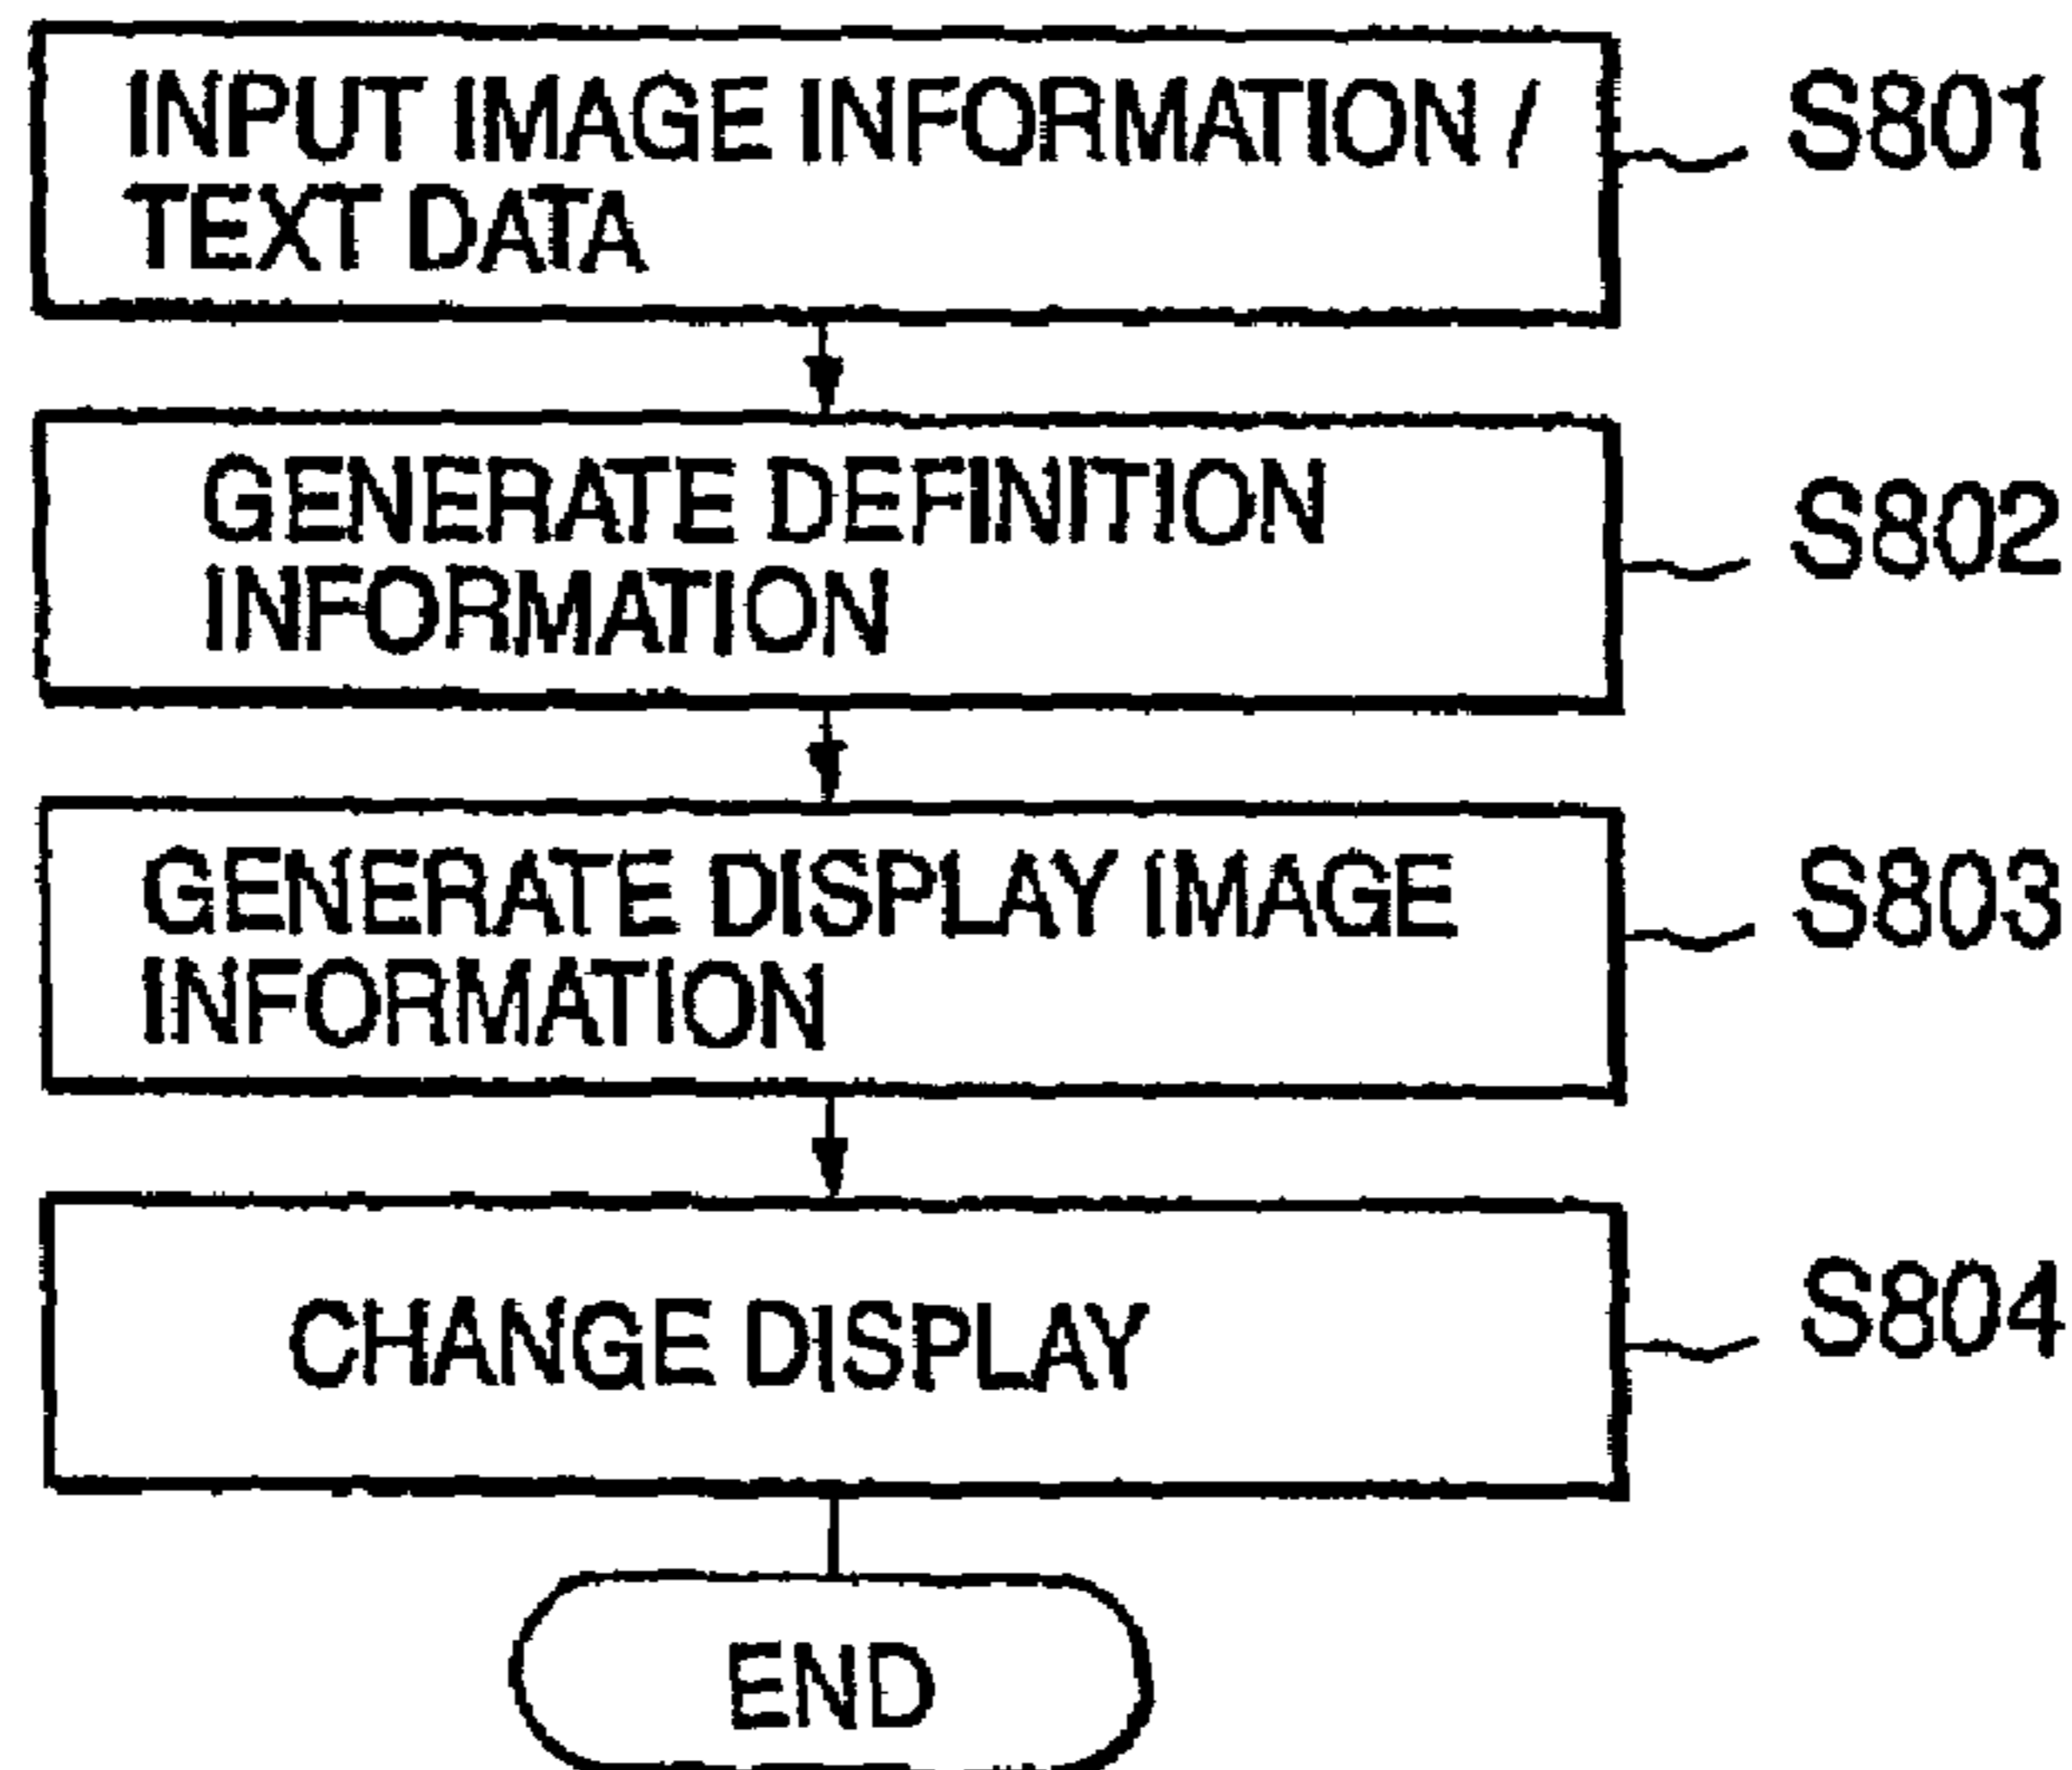 INPUT IMAGE INFORMATION /
TEXT DATA
S801
GENERATE DEFINITION
INFORMATION
S802
GENERATE DISPLAY IMAGE
INFORMATION
S803
CHANGE DISPLAY
S804
END